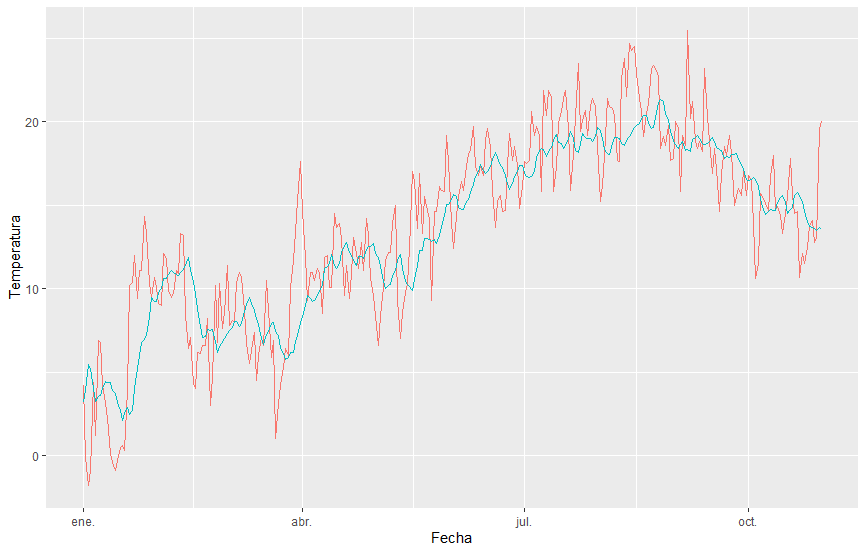 Temperatura
20
10
0
ene.
abr.
jul.
oct.
Fecha